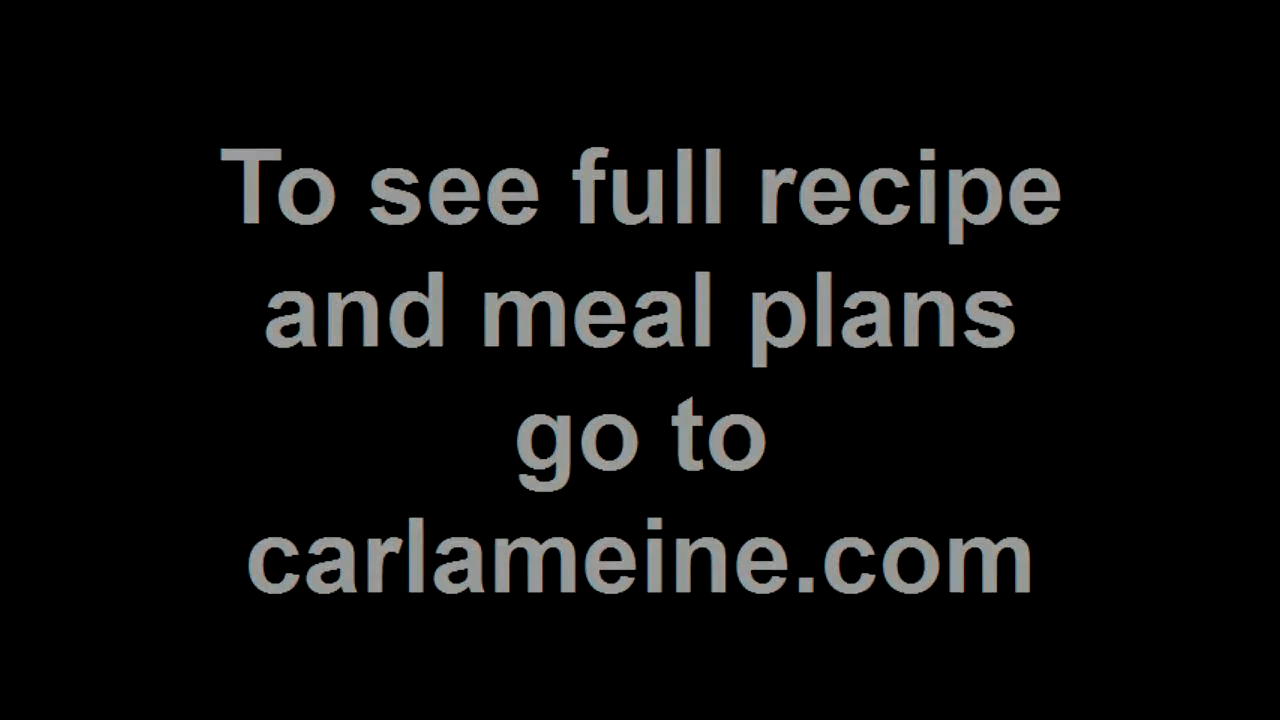 To see full recipe
and meal plans
go to
carlameine.com